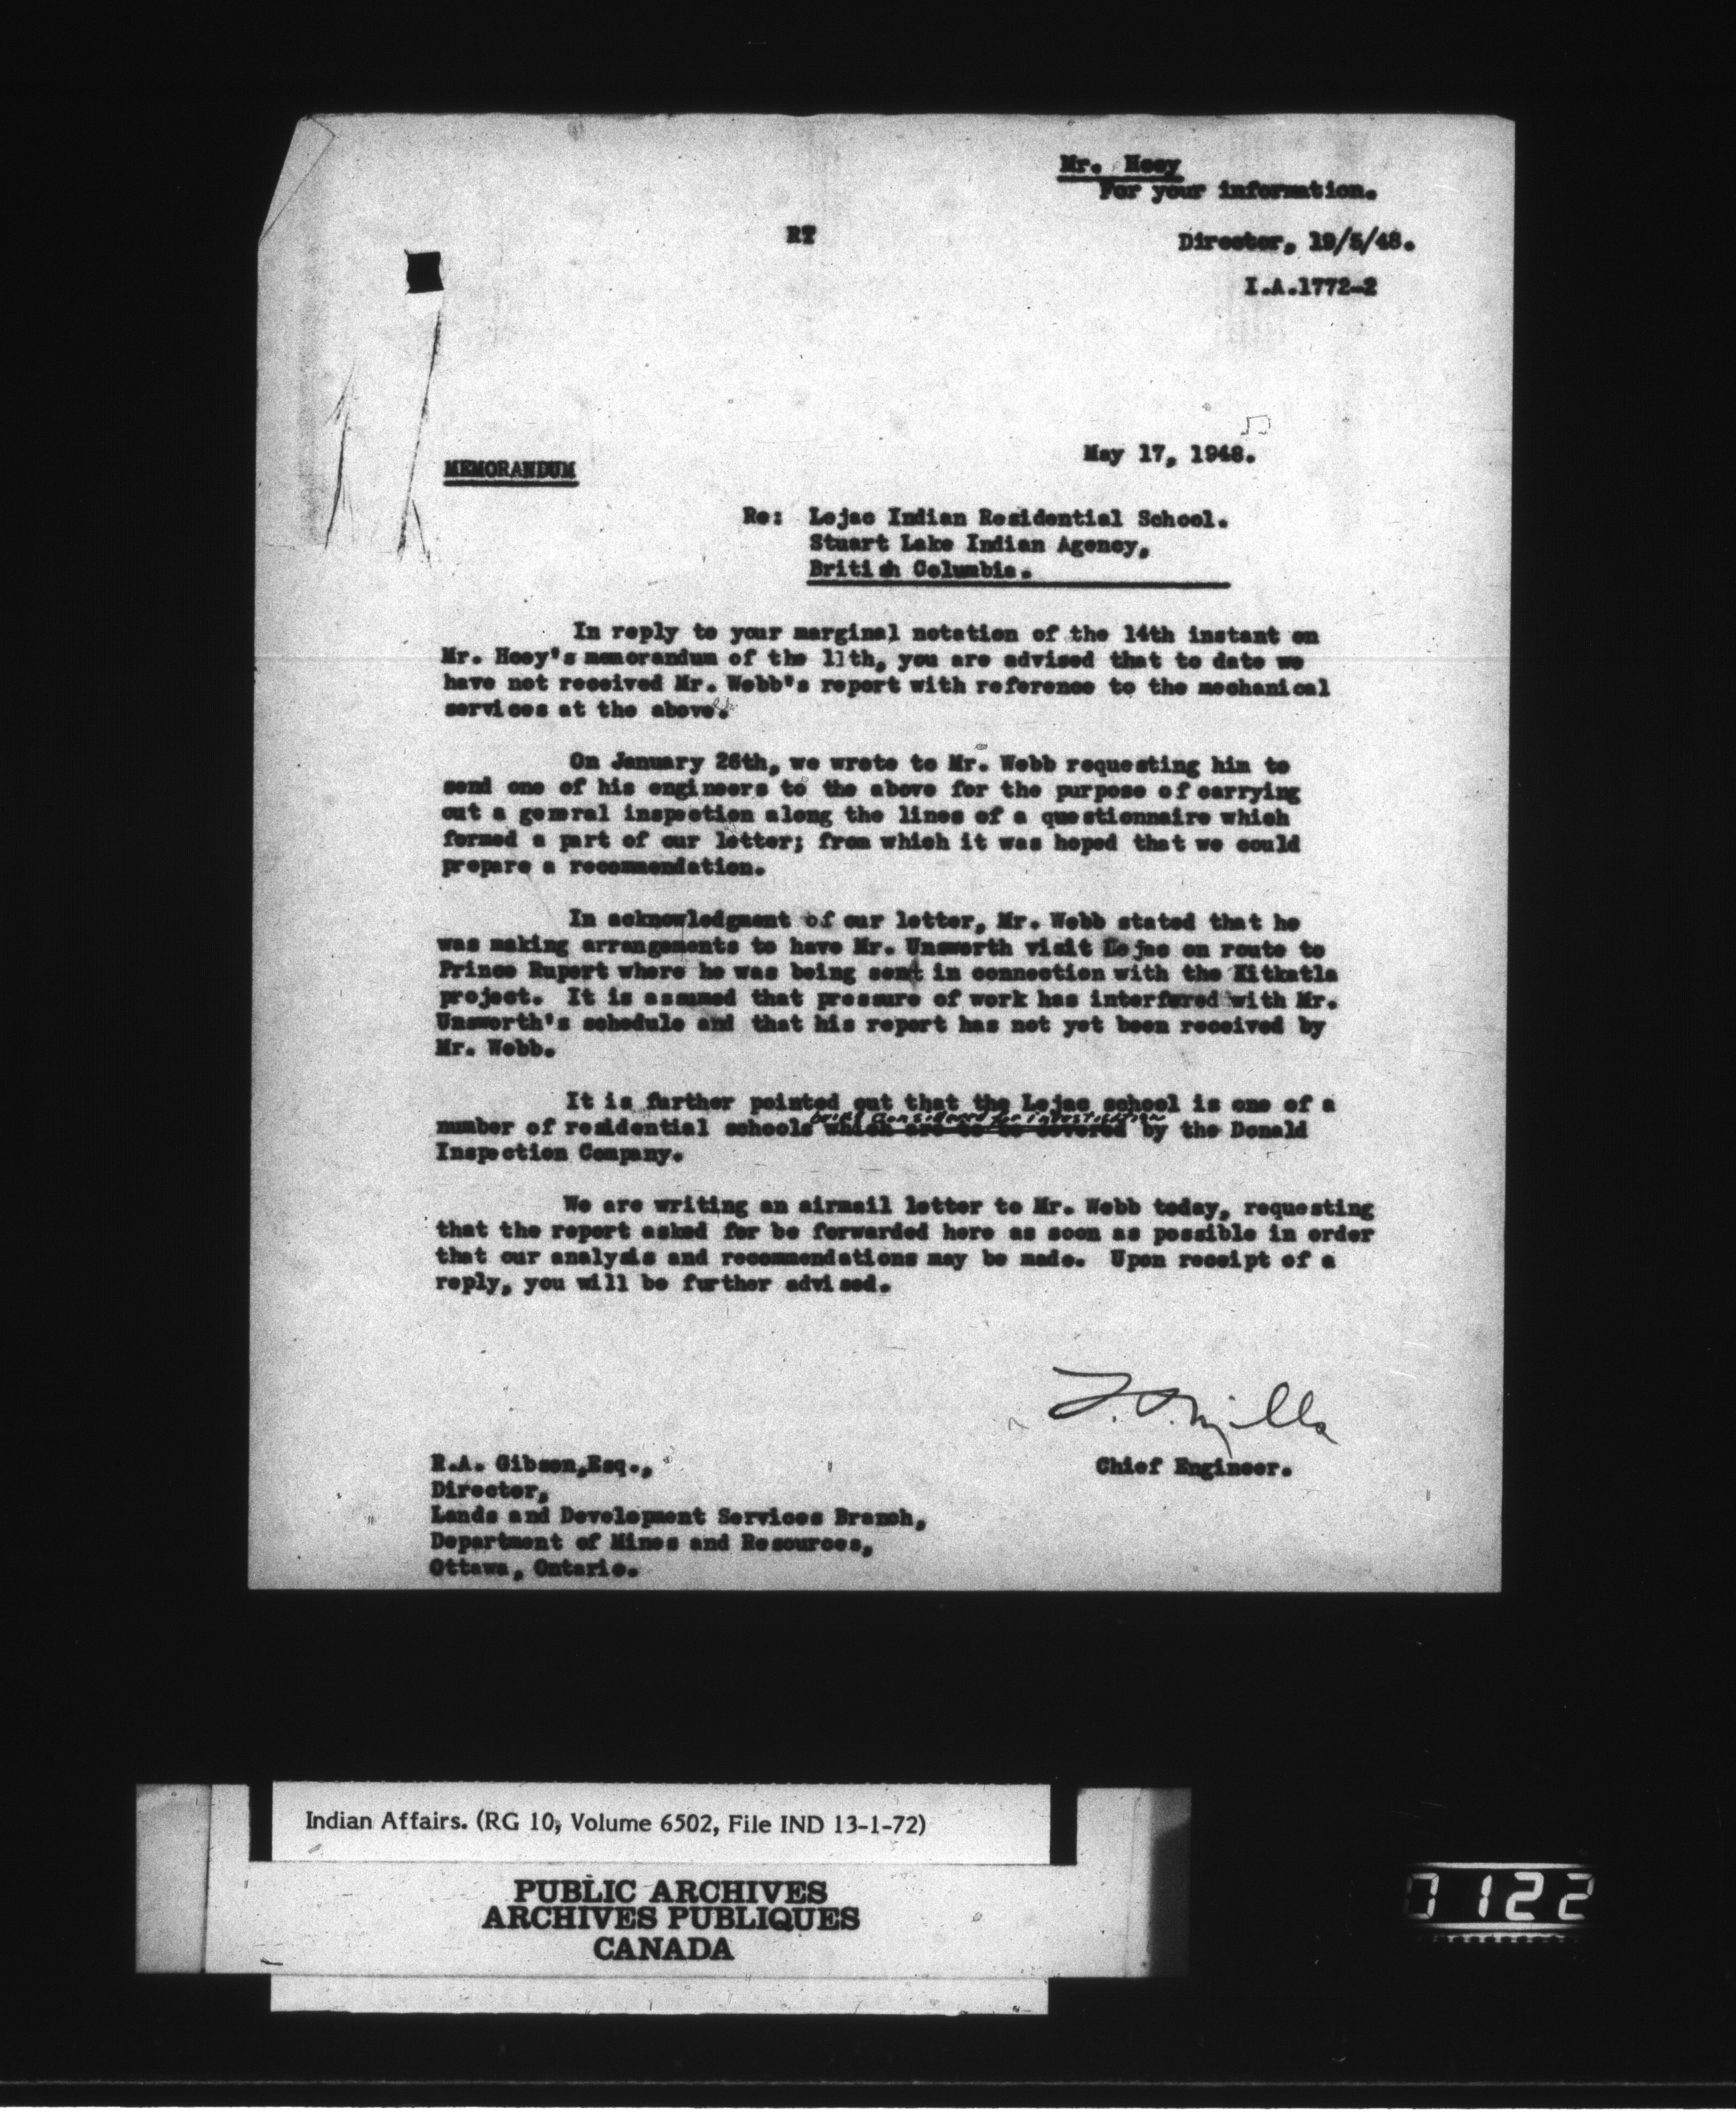 Mr. Hoey
For your information.
RT
Director, 19/5/48.
I.A.1772-2
May 17, 1948.
MEMORANDUM
Re: Lejac Indian Residential School.
Stuart Lake Indian Agency,
British Columbia.
In reply to your marginal notation of the 14th instant on
Mr. Hoey's memorandum of the 11th, you are advised that to date we
have not received Mr. Webb's report with reference to the mechanical
services at the above.
On January 26th, we wrote to Mr. Webb requesting him to
send one of his engineers to the above for the purpose of carrying
out a general inspection along the lines of a questionnaire which
formed a part of our letter; from which it was hoped that we could
prepare a recommendation.
In acknowledgment of our letter, Mr. Webb stated that he
was making arrangements to have Mr. Unsworth visit Lejac en route to
Prince Rupert where he was being sent in connection with the Kitkatla
project. It is assumed that pressure of work has interfered with Mr.
Unsworth's schedule and that his report has not yet been received by
Mr. Webb.
It is further pointed out that the Lejac school is one of a
being considered for investigation
number of residential schools which are to be covered by the Donald
Inspection Company.
We are writing an airmail letter to Mr. Webb today, requesting
that the report asked for be forwarded here as soon as possible in order
that our analysis and recommendations may be made. Upon receipt of a
reply, you will be further advised.
Chief Engineer.
R.A. Gibson,Esq.,
Director,
Lands and Development Services Branch,
Department of Mines and Resources,
Ottawa, Ontario.
Indian Affairs. (RG 10, Volume 6502, File IND 13-1-72)
PUBLIC ARCHIVES
ARCHIVES PUBLIQUES
CANADA
0122